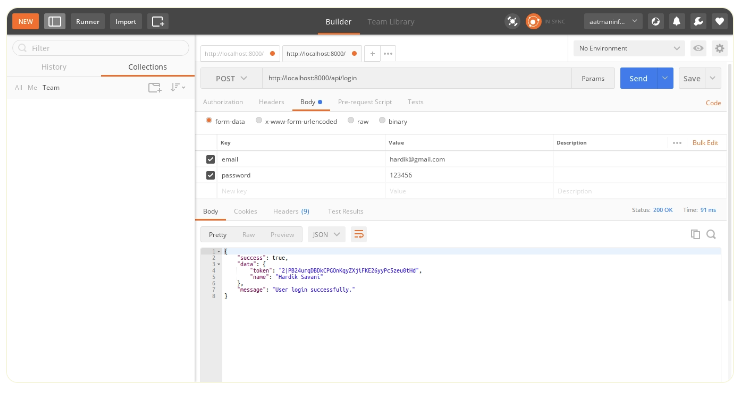 NEW Runner Import Builder Team Library IN SYNC aatmaninf...
Filter http://localhost:8000/ http://localhost:8000/ + ••• No Environment
History Collections POST http://localhost:8000/api/login Params Send Save
All Me Team
Authorization Headers Body Pre-request Script Tests Code
form-data x-www-form-urlencoded raw binary
Key Value Description ••• Bulk Edit
email hardik@gmail.com
password 123456
New key Value Description
Body Cookies Headers (9) Test Results Status: 200 OK Time: 91 ms
Pretty Raw Preview JSON
1 {
2 "success": true,
3 "data": {
4 "token":
5 "name": "Hardik Savani"
6 },
7 "message": "User login successfully."
8 }